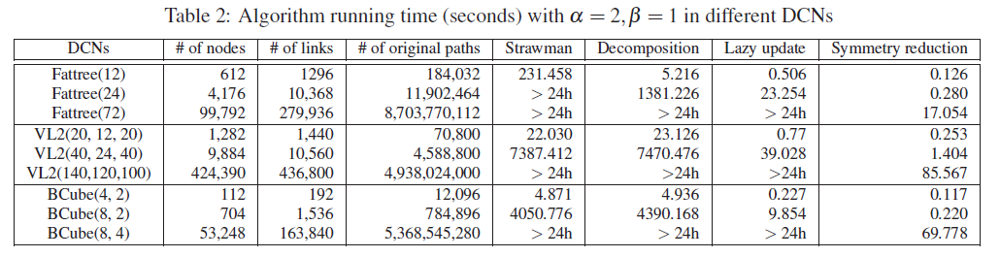 Table 2: Algorithm running time (seconds) with α = 2,β = 1 in different DCNs
DCNs # of nodes # of links # of original paths Strawman Decomposition Lazy update Symmetry reduction
Fattree(12) 612 1296 184,032 231.458 5.216 0.506 0.126
Fattree(24) 4,176 10,368 11,902,464 > 24h 1381.226 23.254 0.280
Fattree(72) 99,792 279,936 8,703,770,112 > 24h > 24h > 24h 17.054
VL2(20, 12, 20) 1,282 1,440 70,800 22.030 23.126 0.77 0.253
VL2(40, 24, 40) 9,884 10,560 4,588,800 7387.412 7470.476 39.028 1.404
VL2(140,120,100) 424,390 436,800 4,938,024,000 > 24h >24h >24h 85.567
BCube(4, 2) 112 192 12,096 4.871 4.936 0.227 0.117
BCube(8, 2) 704 1,536 784,896 4050.776 4390.168 9.854 0.220
BCube(8, 4) 53,248 163,840 5,368,545,280 > 24h > 24h > 24h 69.778